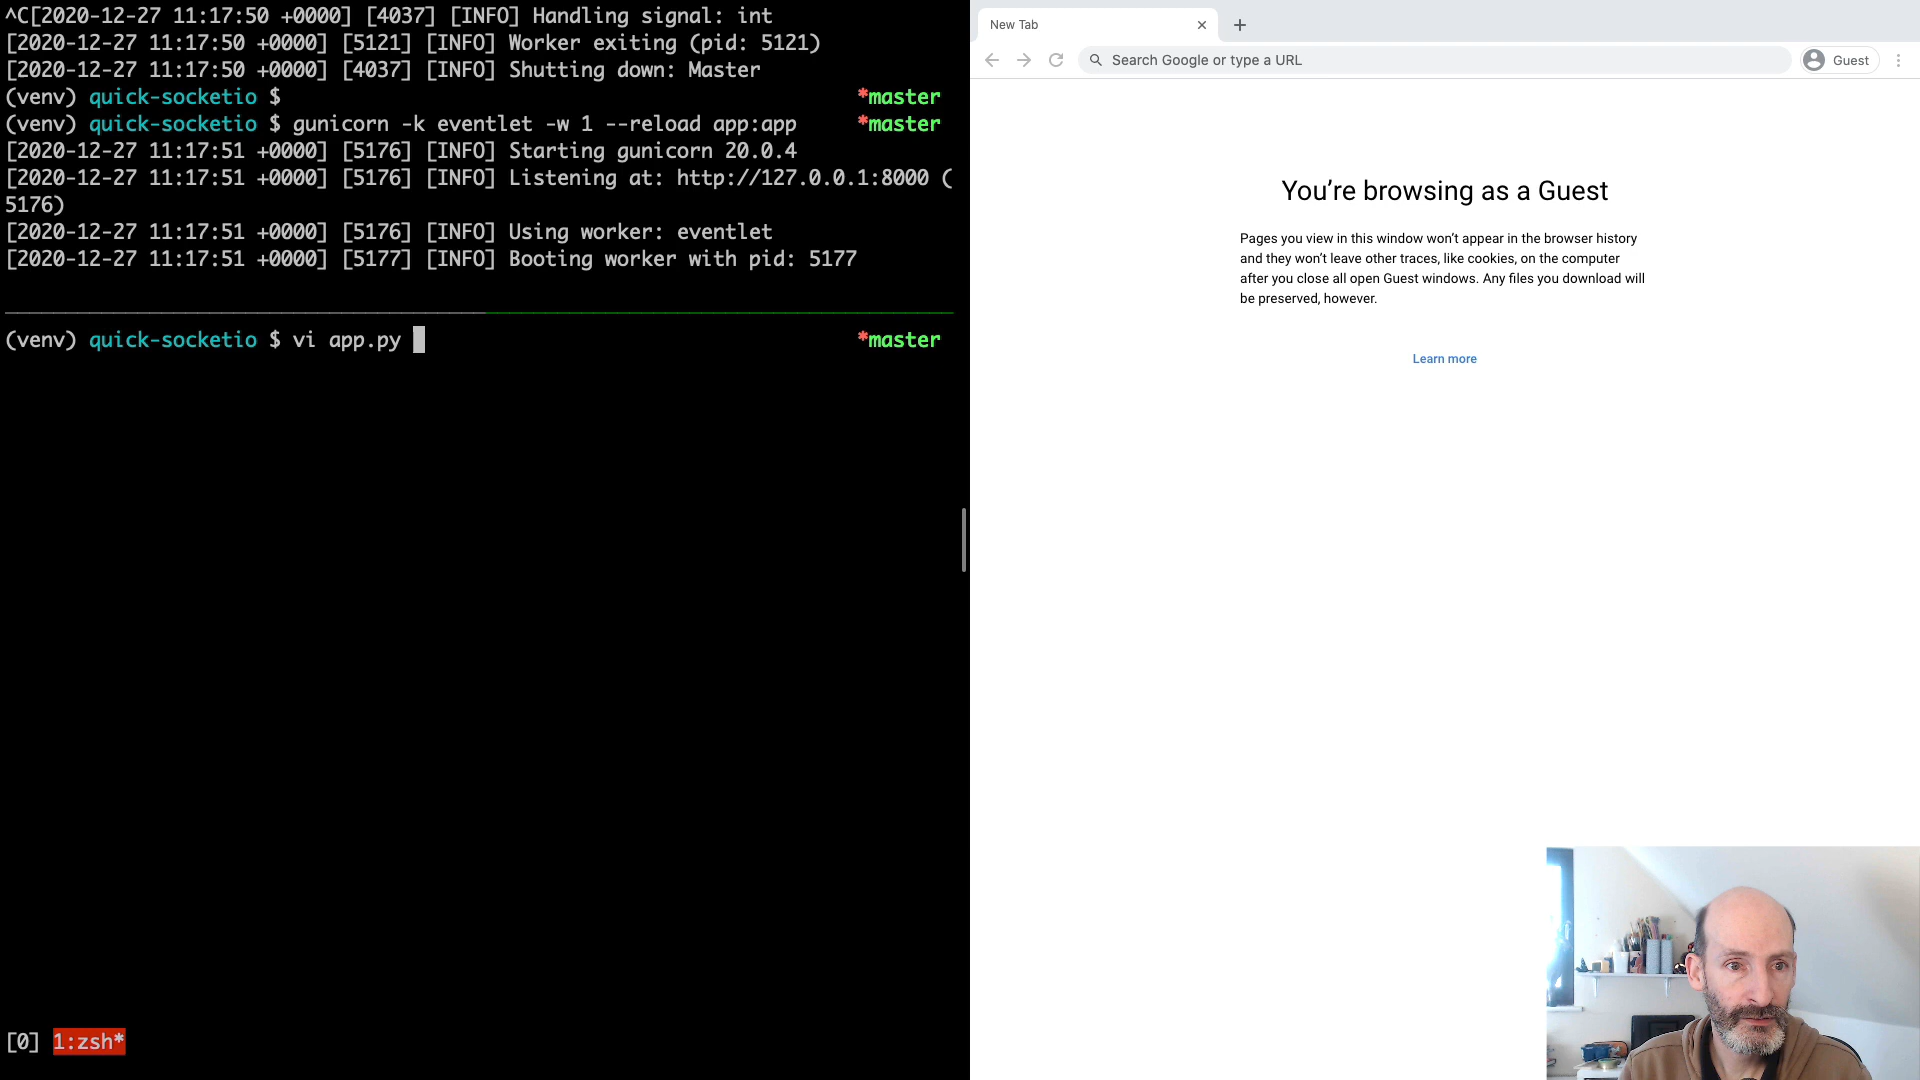 ^C[2020-12-27 11:17:50 +0000] [4037] [INFO] Handling signal: int
[2020-12-27 11:17:50 +0000] [5121] [INFO] Worker exiting (pid: 5121)
[2020-12-27 11:17:50 +0000] [4037] [INFO] Shutting down: Master
(venv) quick-socketio $ *master
(venv) quick-socketio $ gunicorn -k eventlet -w 1 --reload app:app *master
[2020-12-27 11:17:51 +0000] [5176] [INFO] Starting gunicorn 20.0.4
[2020-12-27 11:17:51 +0000] [5176] [INFO] Listening at: http://127.0.0.1:8000 (
5176)
[2020-12-27 11:17:51 +0000] [5176] [INFO] Using worker: eventlet
[2020-12-27 11:17:51 +0000] [5177] [INFO] Booting worker with pid: 5177
(venv) quick-socketio $ vi app.py *master
[0] 1:zsh*
New Tab
Search Google or type a URL
Guest
You’re browsing as a Guest
Pages you view in this window won’t appear in the browser history
and they won’t leave other traces, like cookies, on the computer
after you close all open Guest windows. Any files you download will
be preserved, however.
Learn more